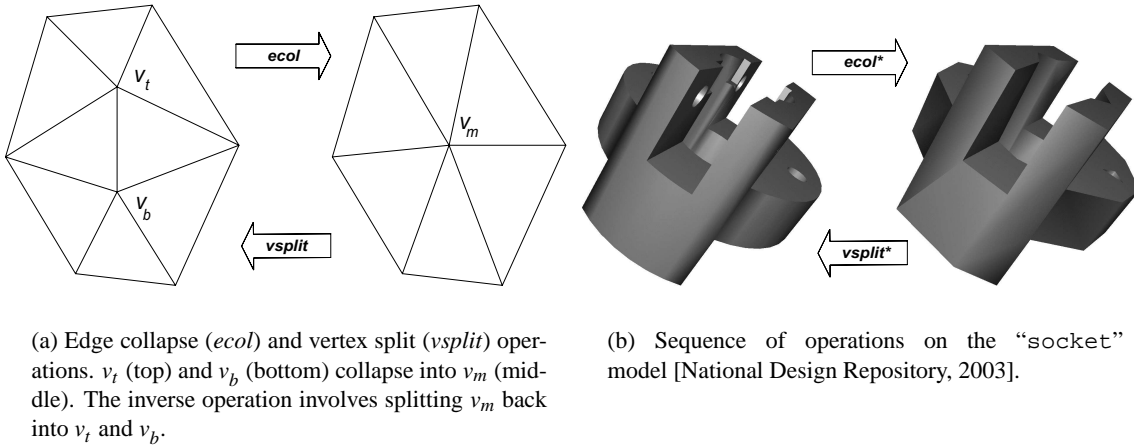 v_t
v_b
ecol
vsplit
v_m
ecol*
vsplit*
(a) Edge collapse (ecol) and vertex split (vsplit) oper-
ations. v_t (top) and v_b (bottom) collapse into v_m (mid-
dle). The inverse operation involves splitting v_m back
into v_t and v_b.
(b) Sequence of operations on the “socket”
model [National Design Repository, 2003].